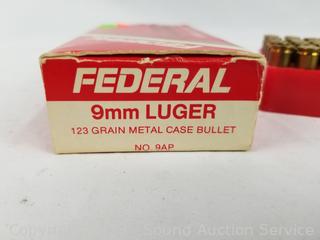 FEDERAL
9mm LUGER
123 GRAIN METAL CASE BULLET
NO. 9AP
Sound Auction Service